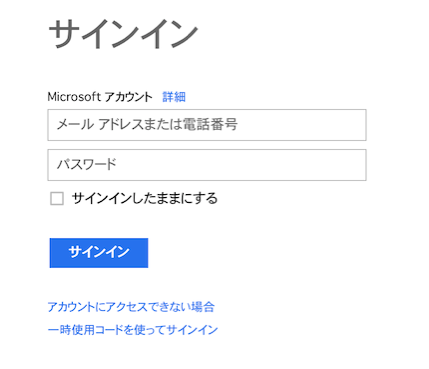 サインイン
Microsoft アカウント 詳細
メール アドレスまたは電話番号
パスワード
サインインしたままにする
サインイン
アカウントにアクセスできない場合
一時使用コードを使ってサインイン